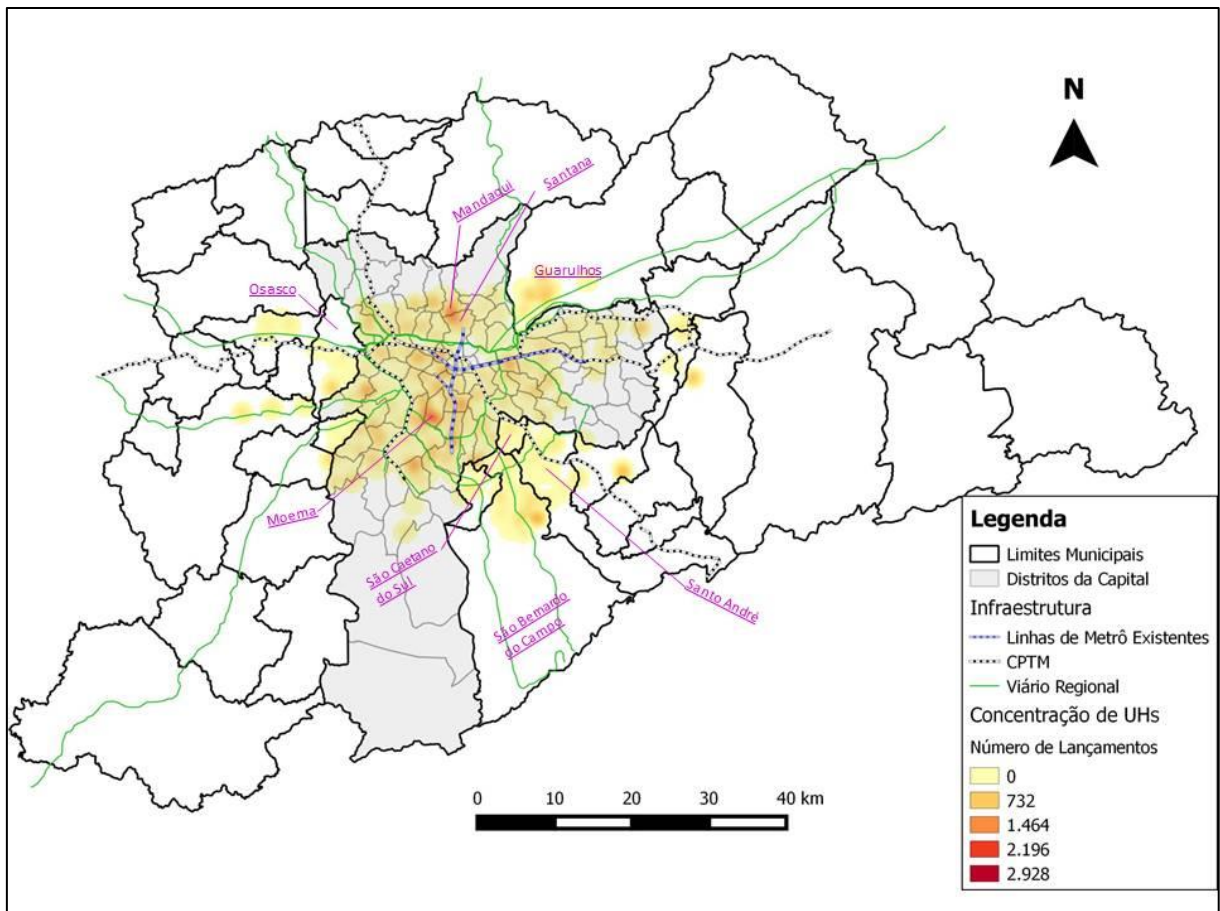 N
Santana
Mandaqui
Guarulhos
Osasco
Moema
São Caetano
do Sul
São Bernardo
do Campo
Santo André
0 10 20 30 40 km
Legenda
Limites Municipais
Distritos da Capital
Infraestrutura
Linhas de Metrô Existentes
CPTM
Viário Regional
Concentração de UHs
Número de Lançamentos
0
732
1.464
2.196
2.928